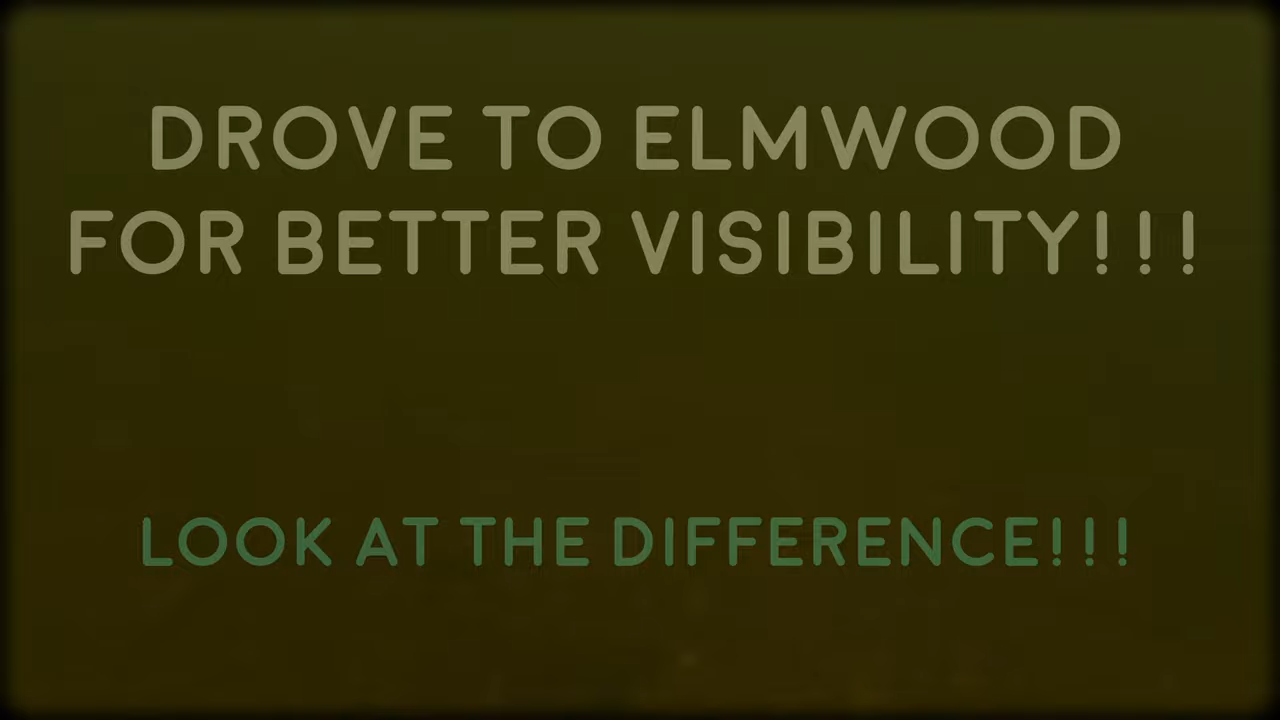 DROVE TO ELMWOOD
FOR BETTER VISIBILITY!!!
LOOK AT THE DIFFERENCE!!!